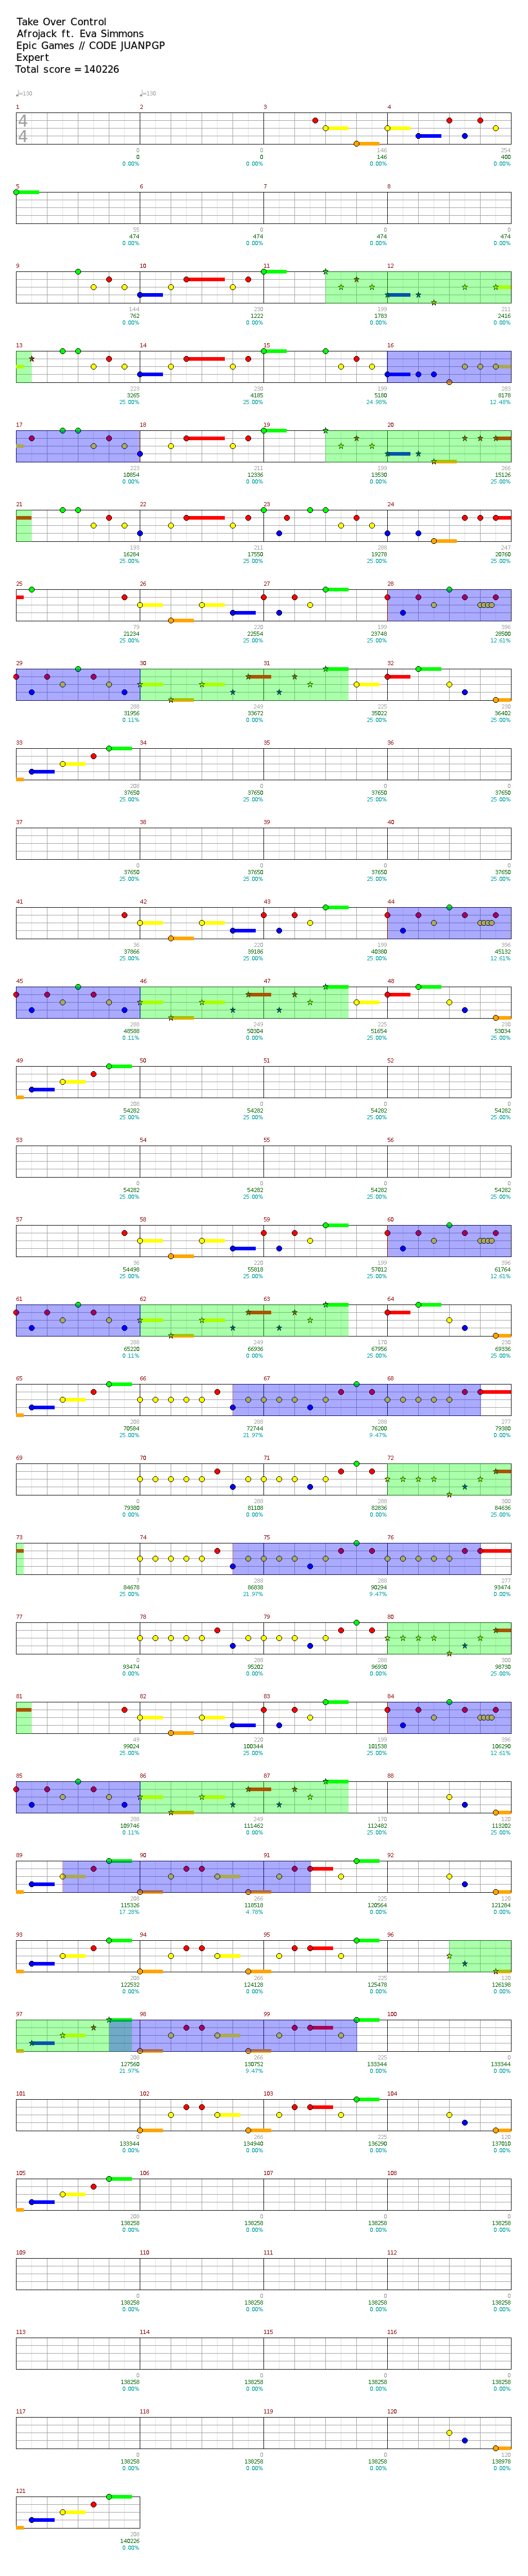 Take Over Control
Afrojack ft. Eva Simmons
Epic Games // CODE JUANPGP
Expert
Total score = 140226
♩=130 ♩=130
1 2 3 4
4
4
0 0 146 254
0 0 146 400
0.00% 0.00% 0.00% 0.00%
5 6 7 8
55 0 0 0
474 474 474 474
0.00% 0.00% 0.00% 0.00%
9 10 11 12
144 230 199 211
762 1222 1783 2416
0.00% 0.00% 0.00% 0.00%
13 14 15 16
223 230 199 283
3265 4185 5180 8178
25.00% 25.00% 24.98% 12.48%
17 18 19 20
223 211 199 266
10854 12336 13530 15126
0.00% 0.00% 0.00% 25.00%
21 22 23 24
193 211 288 247
16284 17550 19278 20760
25.00% 25.00% 25.00% 25.00%
25 26 27 28
79 220 199 396
21234 22554 23748 28500
25.00% 25.00% 25.00% 12.61%
29 30 31 32
288 249 225 230
31956 33672 35022 36402
0.11% 0.00% 25.00% 25.00%
33 34 35 36
208 0 0 0
37650 37650 37650 37650
25.00% 25.00% 25.00% 25.00%
37 38 39 40
0 0 0 0
37650 37650 37650 37650
25.00% 25.00% 25.00% 25.00%
41 42 43 44
36 220 199 396
37866 39186 40380 45132
25.00% 25.00% 25.00% 12.61%
45 46 47 48
288 249 225 230
48588 50304 51654 53034
0.11% 0.00% 25.00% 25.00%
49 50 51 52
208 0 0 0
54282 54282 54282 54282
25.00% 25.00% 25.00% 25.00%
53 54 55 56
0 0 0 0
54282 54282 54282 54282
25.00% 25.00% 25.00% 25.00%
57 58 59 60
36 220 199 396
54498 55818 57012 61764
25.00% 25.00% 25.00% 12.61%
61 62 63 64
288 249 170 230
65220 66936 67956 69336
0.11% 0.00% 25.00% 25.00%
65 66 67 68
208 288 288 277
70584 72744 76200 79380
25.00% 21.97% 9.47% 0.00%
69 70 71 72
0 288 288 300
79380 81108 82836 84636
0.00% 0.00% 0.00% 25.00%
73 74 75 76
7 288 288 277
84678 86838 90294 93474
25.00% 21.97% 9.47% 0.00%
77 78 79 80
0 288 288 300
93474 95202 96930 98730
0.00% 0.00% 0.00% 25.00%
81 82 83 84
49 220 199 396
99024 100344 101538 106290
25.00% 25.00% 25.00% 12.61%
85 86 87 88
288 249 170 120
109746 111462 112482 113202
0.11% 0.00% 25.00% 25.00%
89 90 91 92
208 266 225 120
115326 118518 120564 121284
17.28% 4.78% 0.00% 0.00%
93 94 95 96
208 266 225 120
122532 124128 125478 126198
0.00% 0.00% 0.00% 0.00%
97 98 99 100
208 266 225 0
127560 130752 133344 133344
21.97% 9.47% 0.00% 0.00%
101 102 103 104
0 266 225 120
133344 134940 136290 137010
0.00% 0.00% 0.00% 0.00%
105 106 107 108
208 0 0 0
138258 138258 138258 138258
0.00% 0.00% 0.00% 0.00%
109 110 111 112
0 0 0 0
138258 138258 138258 138258
0.00% 0.00% 0.00% 0.00%
113 114 115 116
0 0 0 0
138258 138258 138258 138258
0.00% 0.00% 0.00% 0.00%
117 118 119 120
0 0 0 120
138258 138258 138258 138978
0.00% 0.00% 0.00% 0.00%
121
208
140226
0.00%